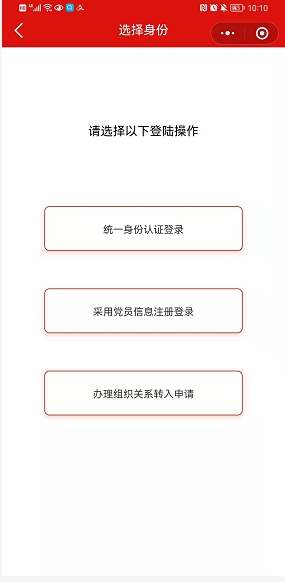 10:10
选择身份
请选择以下登陆操作
统一身份认证登录
采用党员信息注册登录
办理组织关系转入申请